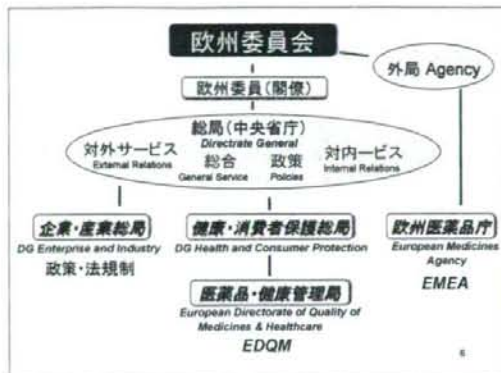 欧州委員会
外局 Agency
欧州委員(閣僚)
総局(中央省庁)
Directrate General
対外サービス
External Relations
総合
General Service
政策
Policies
対内ービス
Internal Relations
企業・産業総局
DG Enterprise and Industry
政策・法規制
健康・消費者保護総局
DG Health and Consumer Protection
欧州医薬品庁
European Medicines
Agency
EMEA
医薬品・健康管理局
European Directorate of Quality of
Medicines & Healthcare
EDQM
6